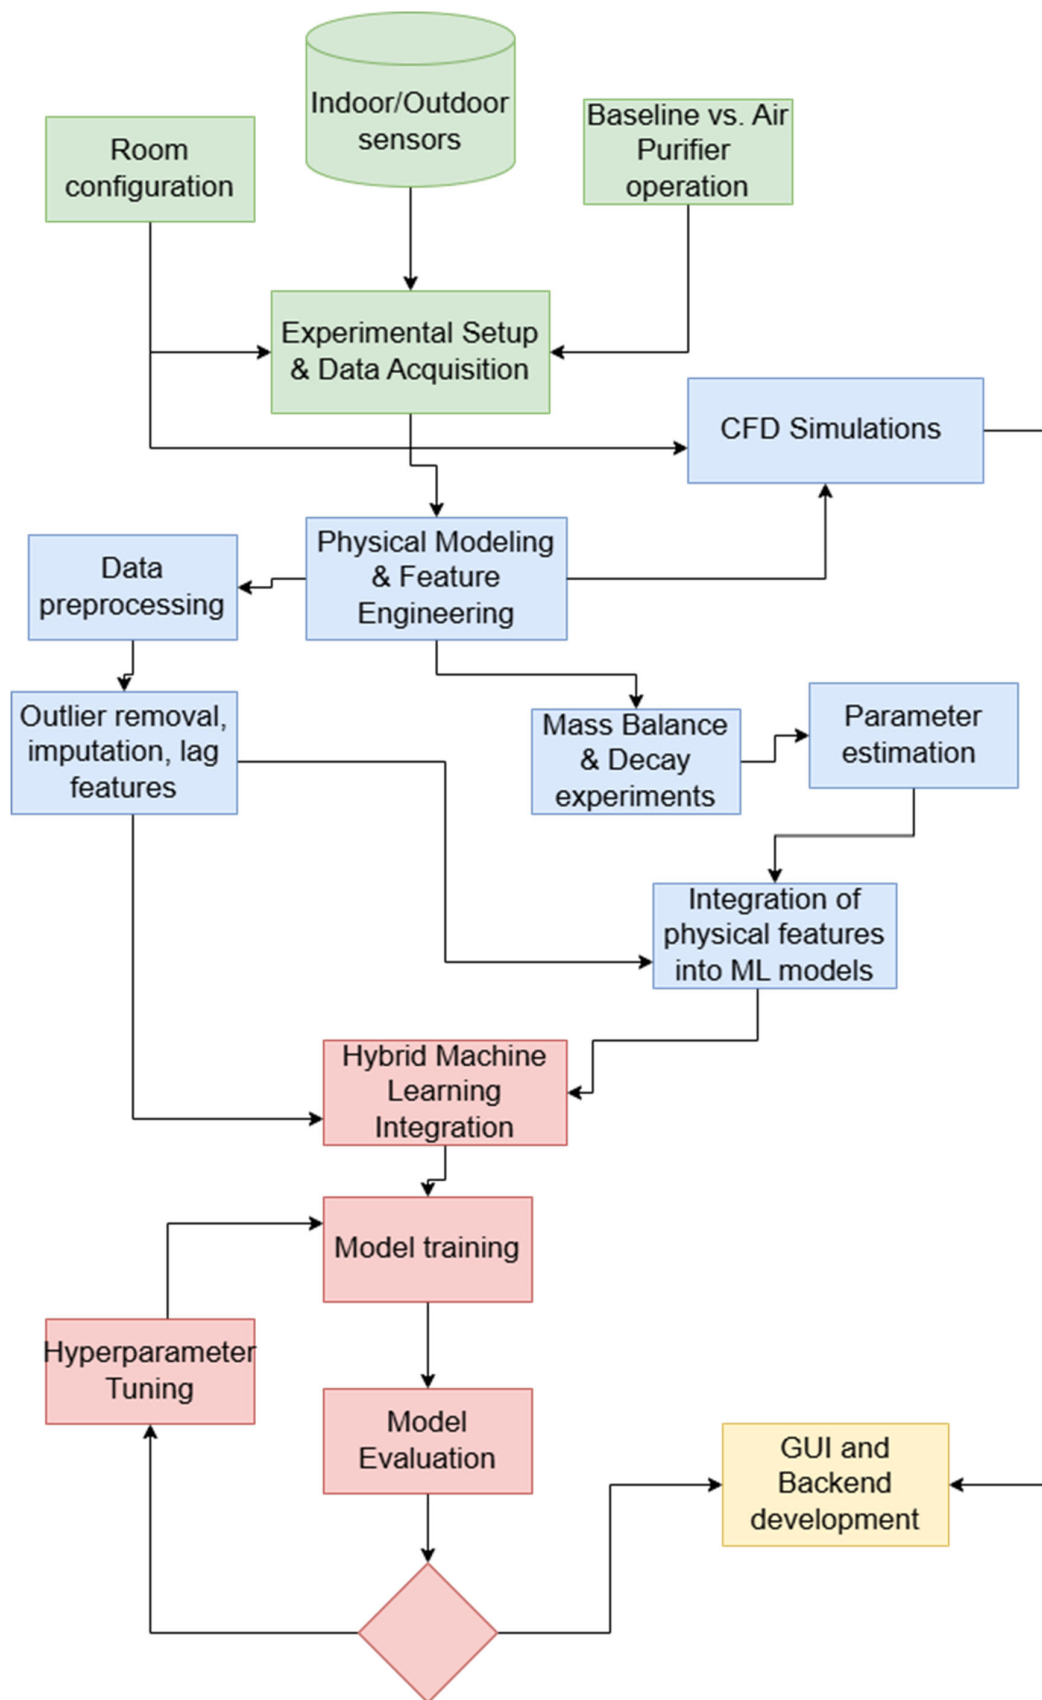 Indoor/Outdoor
sensors
Baseline vs. Air
Purifier
operation
Room
configuration
Experimental Setup
& Data Acquisition
CFD Simulations
Physical Modeling
& Feature
Engineering
Data
preprocessing
Outlier removal,
imputation, lag
features
Mass Balance
& Decay
experiments
Parameter
estimation
Integration of
physical features
into ML models
Hybrid Machine
Learning
Integration
Model training
Hyperparameter
Tuning
Model
Evaluation
GUI and
Backend
development